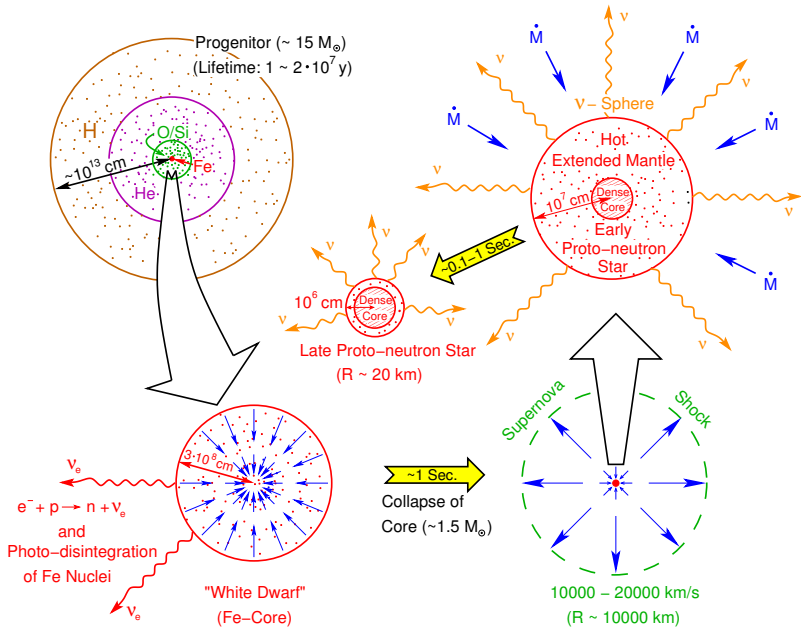 Progenitor (~ 15 M☉)
(Lifetime: 1 ~ 2·10⁷ y)
H
O/Si
Fe
He
~10¹³ cm
ν
ν
ν
ν
ν
ν
ν
ν
Ṁ
Ṁ
Ṁ
Ṁ
Ṁ
ν−Sphere
Hot
Extended Mantle
10⁷ cm
Dense
Core
Early
Proto−neutron
Star
~0.1−1 Sec.
ν
ν
ν
ν
ν
10⁶ cm
Dense
Core
Late Proto−neutron Star
(R ~ 20 km)
3·10⁸ cm
νₑ
e⁻ + p → n + νₑ
and
Photo−disintegration
of Fe Nuclei
νₑ
"White Dwarf"
(Fe−Core)
~1 Sec.
Collapse of
Core (~1.5 M☉)
Supernova
Shock
10000 − 20000 km/s
(R ~ 10000 km)